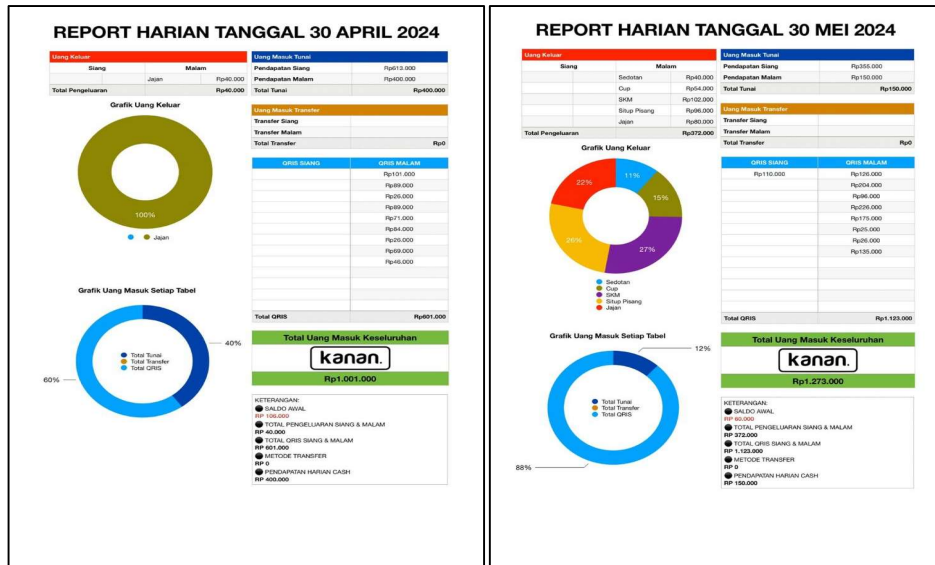 REPORT HARIAN TANGGAL 30 APRIL 2024
Uang Keluar
Siang Malam
Jajan Rp40.000
Total Pengeluaran Rp40.000
Grafik Uang Keluar
100%
Jajan
Grafik Uang Masuk Setiap Tabel
40%
Total Tunai
Total Transfer
Total QRIS
60%
Uang Masuk Tunai
Pendapatan Siang Rp613.000
Pendapatan Malam Rp400.000
Total Tunai Rp400.000
Uang Masuk Transfer
Transfer Siang
Transfer Malam
Total Transfer Rp0
QRIS SIANG QRIS MALAM
Rp101.000
Rp89.000
Rp26.000
Rp89.000
Rp71.000
Rp84.000
Rp26.000
Rp69.000
Rp46.000
Total QRIS Rp601.000
Total Uang Masuk Keseluruhan
kanan.
Rp1.001.000
KETERANGAN:
SALDO AWAL
RP 106.000
TOTAL PENGELUARAN SIANG & MALAM
RP 40.000
TOTAL QRIS SIANG & MALAM
RP 601.000
METODE TRANSFER
RP 0
PENDAPATAN HARIAN CASH
RP 400.000
REPORT HARIAN TANGGAL 30 MEI 2024
Uang Keluar
Siang Malam
Sedotan Rp40.000
Cup Rp54.000
SKM Rp102.000
Situp Pisang Rp96.000
Jajan Rp80.000
Total Pengeluaran Rp372.000
Grafik Uang Keluar
11%
22%
15%
26%
27%
Sedotan
Cup
SKM
Situp Pisang
Jajan
Grafik Uang Masuk Setiap Tabel
12%
Total Tunai
Total Transfer
Total QRIS
88%
Uang Masuk Tunai
Pendapatan Siang Rp355.000
Pendapatan Malam Rp150.000
Total Tunai Rp150.000
Uang Masuk Transfer
Transfer Siang
Transfer Malam
Total Transfer Rp0
QRIS SIANG QRIS MALAM
Rp110.000 Rp126.000
Rp204.000
Rp96.000
Rp226.000
Rp175.000
Rp25.000
Rp26.000
Rp135.000
Total QRIS Rp1.123.000
Total Uang Masuk Keseluruhan
kanan.
Rp1.273.000
KETERANGAN:
SALDO AWAL
RP 60.000
TOTAL PENGELUARAN SIANG & MALAM
RP 372.000
TOTAL QRIS SIANG & MALAM
RP 1.123.000
METODE TRANSFER
RP 0
PENDAPATAN HARIAN CASH
RP 150.000